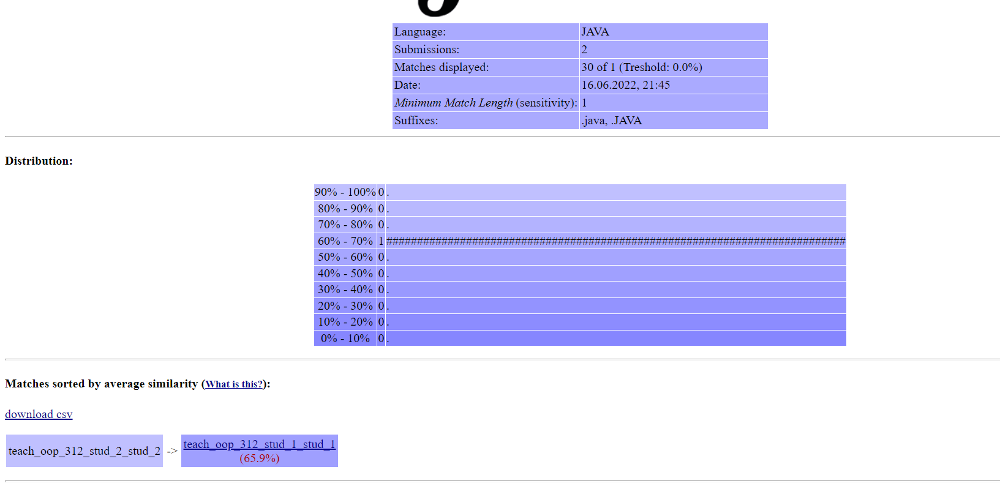 Language: JAVA
Submissions: 2
Matches displayed: 30 of 1 (Treshold: 0.0%)
Date: 16.06.2022, 21:45
Minimum Match Length (sensitivity): 1
Suffixes: .java, .JAVA
Distribution:
90% - 100% 0 .
80% - 90% 0 .
70% - 80% 0 .
60% - 70% 1 ###########################################################################
50% - 60% 0 .
40% - 50% 0 .
30% - 40% 0 .
20% - 30% 0 .
10% - 20% 0 .
0% - 10% 0 .
Matches sorted by average similarity (What is this?):
download csv
teach_oop_312_stud_2_stud_2 -> teach_oop_312_stud_1_stud_1
(65.9%)